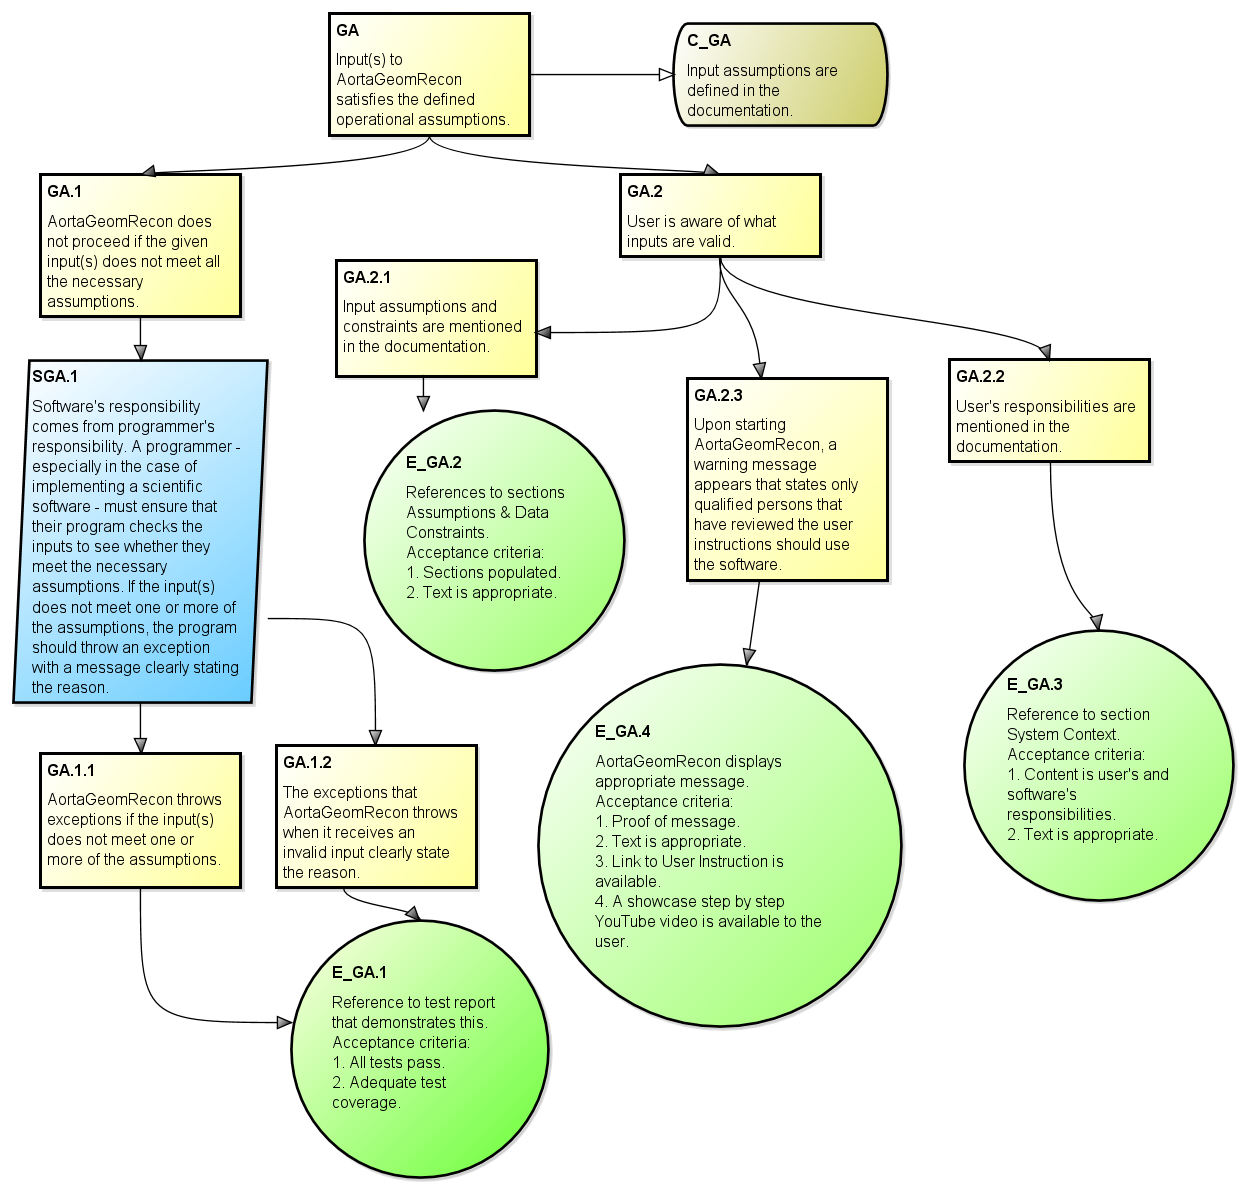 GA
Input(s) to
AortaGeomRecon
satisfies the defined
operational assumptions.
C_GA
Input assumptions are
defined in the
documentation.
GA.1
AortaGeomRecon does
not proceed if the given
input(s) does not meet all
the necessary
assumptions.
GA.2
User is aware of what
inputs are valid.
GA.2.1
Input assumptions and
constraints are mentioned
in the documentation.
SGA.1
Software's responsibility
comes from programmer's
responsibility. A programmer -
especially in the case of
implementing a scientific
software - must ensure that
their program checks the
inputs to see whether they
meet the necessary
assumptions. If the input(s)
does not meet one or more of
the assumptions, the program
should throw an exception
with a message clearly stating
the reason.
E_GA.2
References to sections
Assumptions & Data
Constraints.
Acceptance criteria:
1. Sections populated.
2. Text is appropriate.
GA.2.3
Upon starting
AortaGeomRecon, a
warning message
appears that states only
qualified persons that
have reviewed the user
instructions should use
the software.
GA.2.2
User's responsibilities are
mentioned in the
documentation.
GA.1.1
AortaGeomRecon throws
exceptions if the input(s)
does not meet one or
more of the assumptions.
GA.1.2
The exceptions that
AortaGeomRecon throws
when it receives an
invalid input clearly state
the reason.
E_GA.4
AortaGeomRecon displays
appropriate message.
Acceptance criteria:
1. Proof of message.
2. Text is appropriate.
3. Link to User Instruction is
available.
4. A showcase step by step
YouTube video is available to the
user.
E_GA.3
Reference to section
System Context.
Acceptance criteria:
1. Content is user's and
software's
responsibilities.
2. Text is appropriate.
E_GA.1
Reference to test report
that demonstrates this.
Acceptance criteria:
1. All tests pass.
2. Adequate test
coverage.